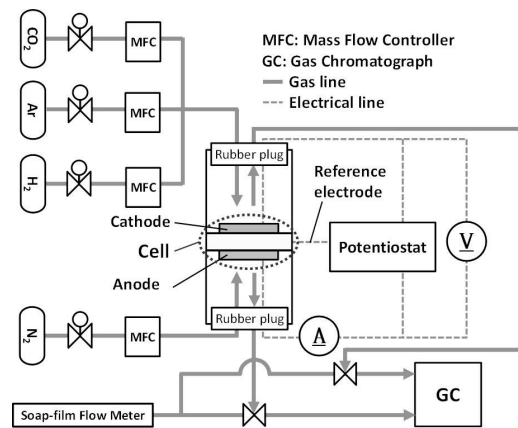 CO2
MFC
MFC: Mass Flow Controller
GC: Gas Chromatograph
Gas line
Electrical line
Ar
MFC
H2
MFC
Rubber plug
Reference
electrode
Cathode
Cell
Anode
Potentiostat
V
N2
MFC
Rubber plug
A
GC
Soap-film Flow Meter